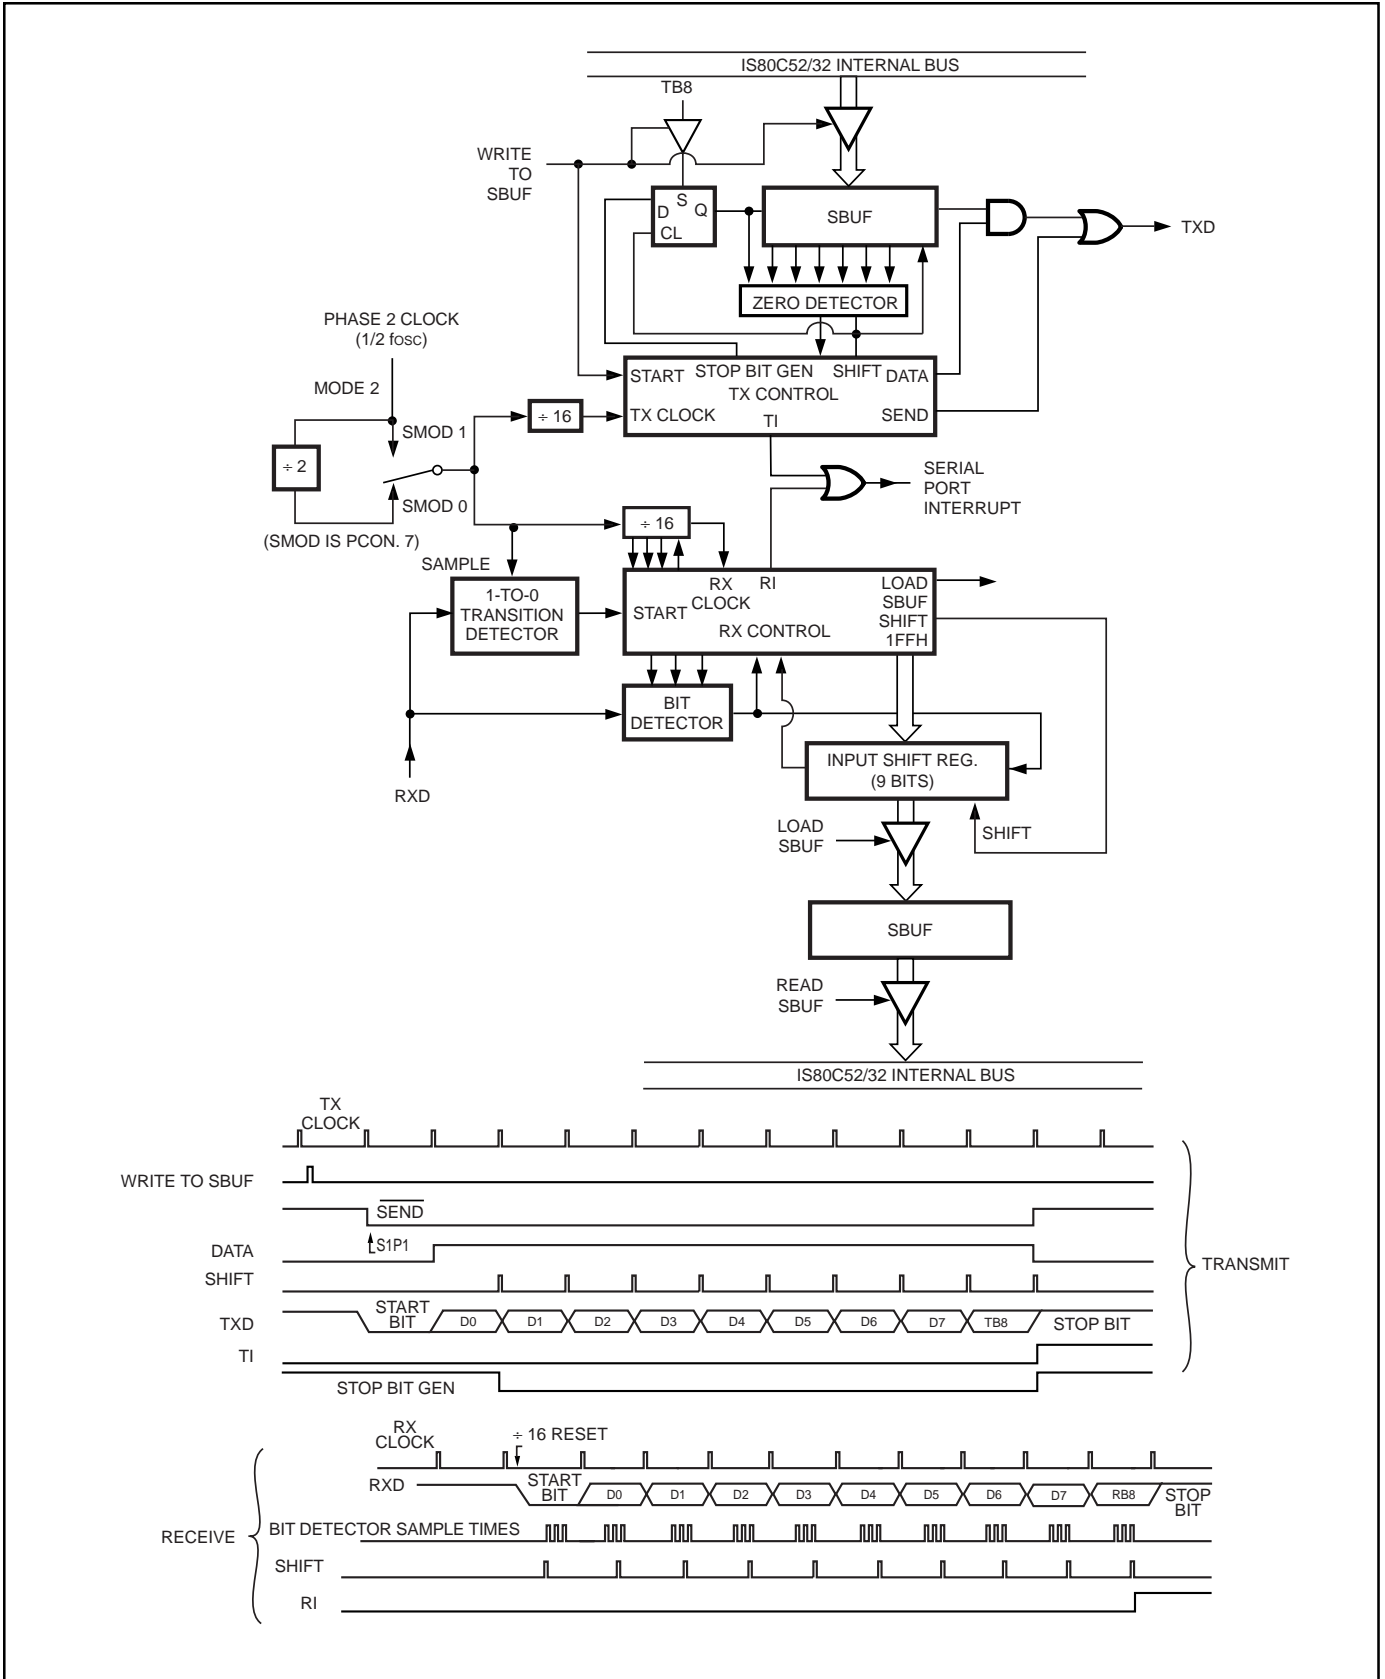 IS80C52/32 INTERNAL BUS
TB8
WRITE
TO
SBUF
S
D
Q
CL
SBUF
TXD
ZERO DETECTOR
PHASE 2 CLOCK
(1/2 fOSC)
MODE 2
START
STOP BIT GEN
SHIFT
DATA
TX CONTROL
÷ 16
TX CLOCK
TI
SEND
SMOD 1
÷ 2
SMOD 0
(SMOD IS PCON. 7)
SERIAL
PORT
INTERRUPT
÷ 16
SAMPLE
1-TO-0
TRANSITION
DETECTOR
START
RX
CLOCK
RI
RX CONTROL
LOAD
SBUF
SHIFT
1FFH
BIT
DETECTOR
RXD
INPUT SHIFT REG.
(9 BITS)
LOAD
SBUF
SHIFT
SBUF
READ
SBUF
IS80C52/32 INTERNAL BUS
TX
CLOCK
WRITE TO SBUF
SEND
S1P1
DATA
SHIFT
TRANSMIT
TXD
START
BIT
D0
D1
D2
D3
D4
D5
D6
D7
TB8
STOP BIT
TI
STOP BIT GEN
RX
CLOCK
÷ 16 RESET
RXD
START
BIT
D0
D1
D2
D3
D4
D5
D6
D7
RB8
STOP
BIT
RECEIVE
BIT DETECTOR SAMPLE TIMES
SHIFT
RI